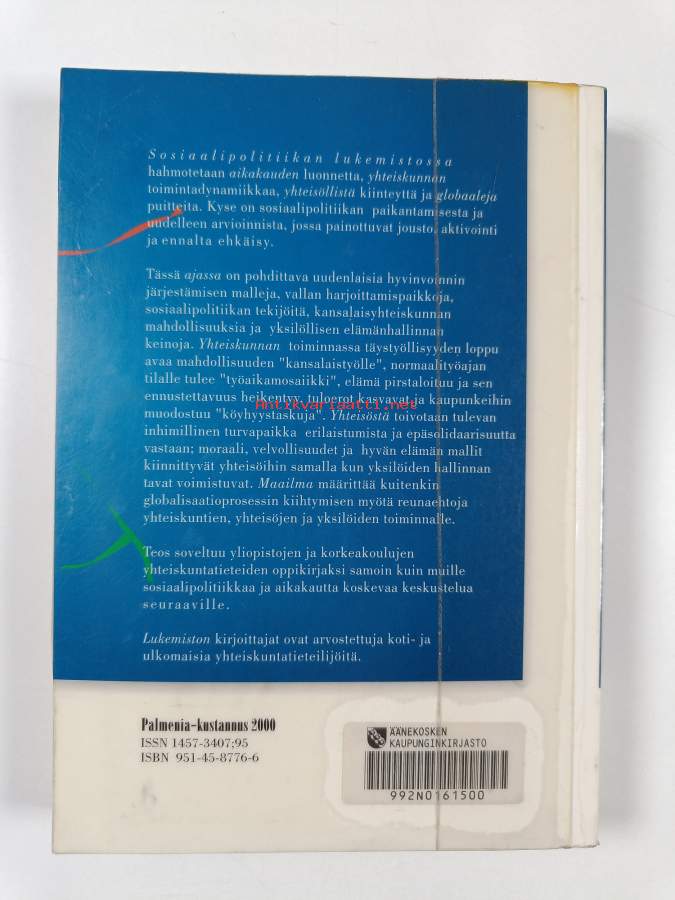 Sosiaalipolitiikan lukemistossa
hahmotetaan aikakauden luonnetta, yhteiskunnan
toimintadynamiikkaa, yhteisöllistä kiinteyttä ja globaaleja
puitteita. Kyse on sosiaalipolitiikan paikantamisesta ja
uudelleen arvioinnista, jossa painottuvat jousto, aktivointi
ja ennalta ehkäisy.
Tässä ajassa on pohdittava uudenlaisia hyvinvoinnin
järjestämisen malleja, vallan harjoittamispaikkoja,
sosiaalipolitiikan tekijöitä, kansalaisyhteiskunnan
mahdollisuuksia ja yksilöllisen elämänhallinnan
keinoja. Yhteiskunnan toiminnassa täystyöllisyyden loppu
avaa mahdollisuuden "kansalaistyölle", normaalityöajan
tilalle tulee "työaikamosaiikki", elämä pirstaloituu ja sen
ennustettavuus heikentyy, tuloerot kasvavat ja kaupunkeihin
Antikvariaatti.net
muodostuu "köyhyystaskuja". Yhteisöstä toivotaan tulevan
inhimillinen turvapaikka erilaistumista ja epäsolidaarisuutta
vastaan; moraali, velvollisuudet ja hyvän elämän mallit
kiinnittyvät yhteisöihin samalla kun yksilöiden hallinnan
tavat voimistuvat. Maailma määrittää kuitenkin
globalisaatioprosessin kiihtymisen myötä reunaehtoja
yhteiskuntien, yhteisöjen ja yksilöiden toiminnalle.
Teos soveltuu yliopistojen ja korkeakoulujen
yhteiskuntatieteiden oppikirjaksi samoin kuin muille
sosiaalipolitiikkaa ja aikakautta koskevaa keskustelua
seuraaville.
Lukemiston kirjoittajat ovat arvostettuja koti- ja
ulkomaisia yhteiskuntatieteilijöitä.
Palmenia-kustannus 2000
ISSN 1457-3407;95
ISBN 951-45-8776-6
ÄÄNEKOSKEN
KAUPUNGINKIRJASTO
992N0161500